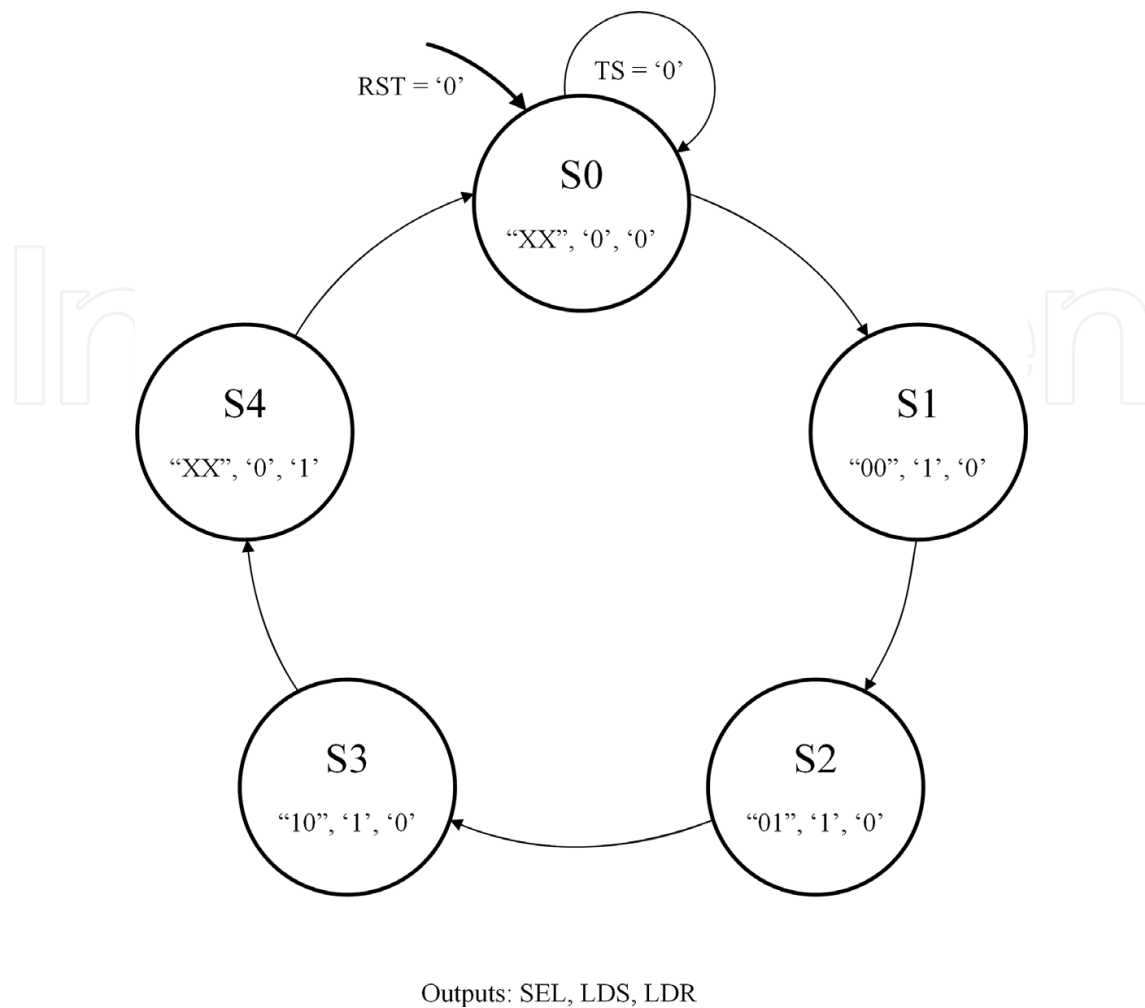 RST = ‘0’
TS = ‘0’
S0
“XX”, ‘0’, ‘0’
S4
“XX”, ‘0’, ‘1’
S1
“00”, ‘1’, ‘0’
S3
“10”, ‘1’, ‘0’
S2
“01”, ‘1’, ‘0’
Outputs: SEL, LDS, LDR